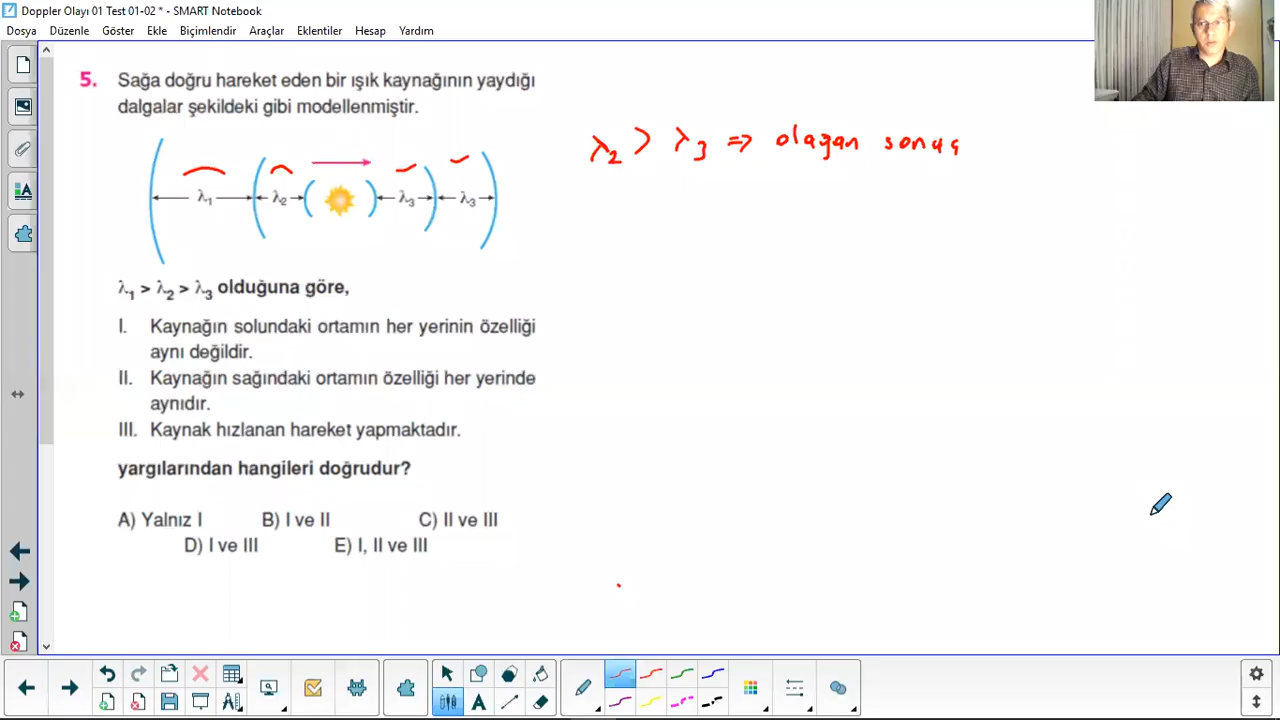 Doppler Olayı 01 Test 01-02 * - SMART Notebook
Dosya Düzenle Göster Ekle Biçimlendir Araçlar Eklentiler Hesap Yardım
5. Sağa doğru hareket eden bir ışık kaynağının yaydığı
dalgalar şekildeki gibi modellenmiştir.
λ2 > λ3 ⇒ olağan sonuç
λ1 λ2 λ3 λ3
λ1 > λ2 > λ3 olduğuna göre,
I. Kaynağın solundaki ortamın her yerinin özelliği
aynı değildir.
II. Kaynağın sağındaki ortamın özelliği her yerinde
aynıdır.
III. Kaynak hızlanan hareket yapmaktadır.
yargılarından hangileri doğrudur?
A) Yalnız I B) I ve II C) II ve III
D) I ve III E) I, II ve III